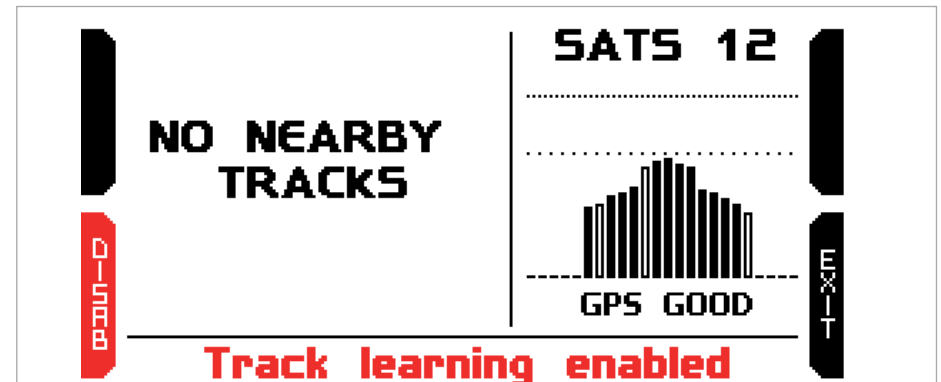 SATS 12
NO NEARBY
TRACKS
DISAB
EXIT
GPS GOOD
Track learning enabled